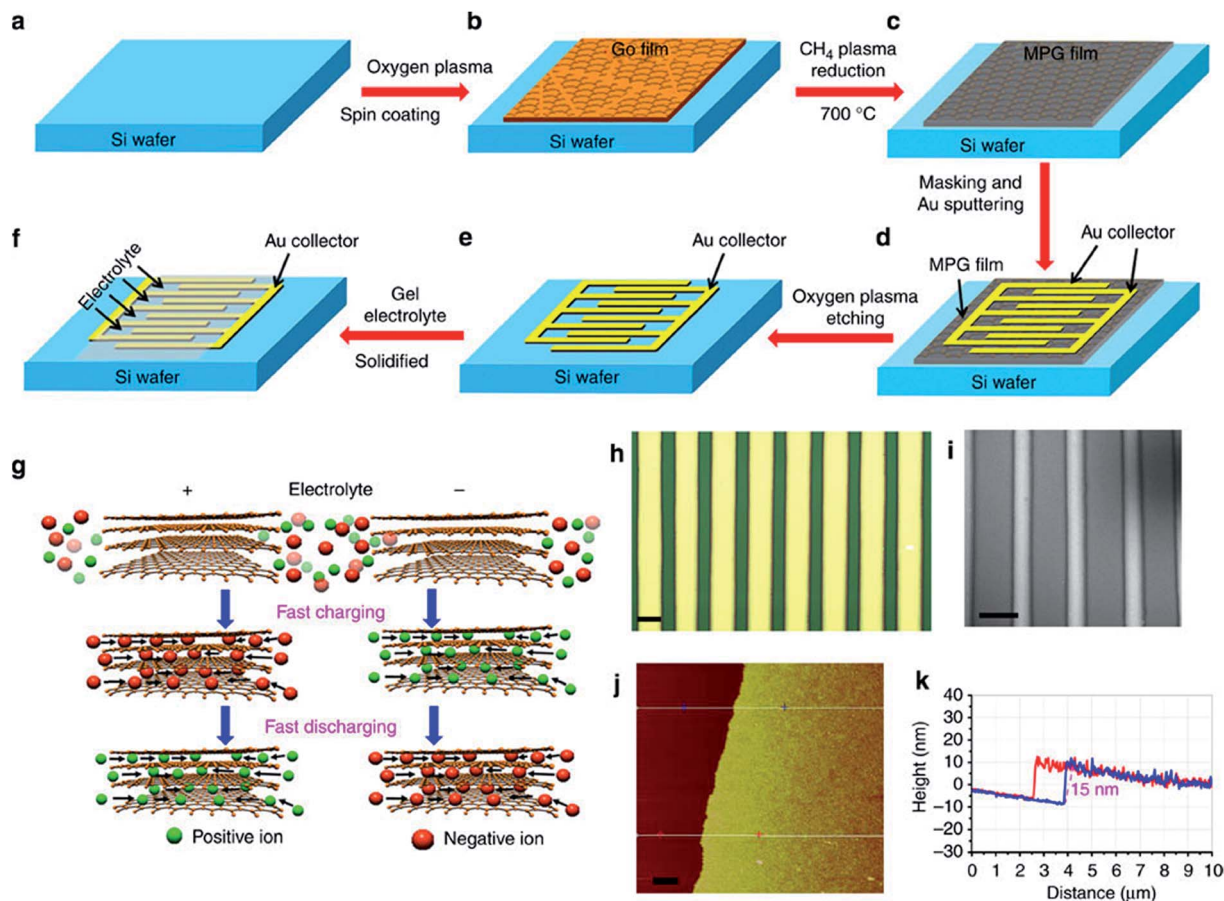 a
Oxygen plasma
Spin coating
Si wafer
b
Go film
Si wafer
CH₄ plasma
reduction
700 °C
c
MPG film
Si wafer
Masking and
Au sputtering
f
Electrolyte
Au collector
Si wafer
Gel
electrolyte
Solidified
e
Si wafer
Oxygen plasma
etching
d
Au collector
MPG film
Si wafer
g
+
Electrolyte
−
Fast charging
Fast discharging
Positive ion
Negative ion
h
i
j
k
40
30
20
10
0
−10
−20
−30
Height (nm)
15 nm
0 1 2 3 4 5 6 7 8 9 10
Distance (μm)